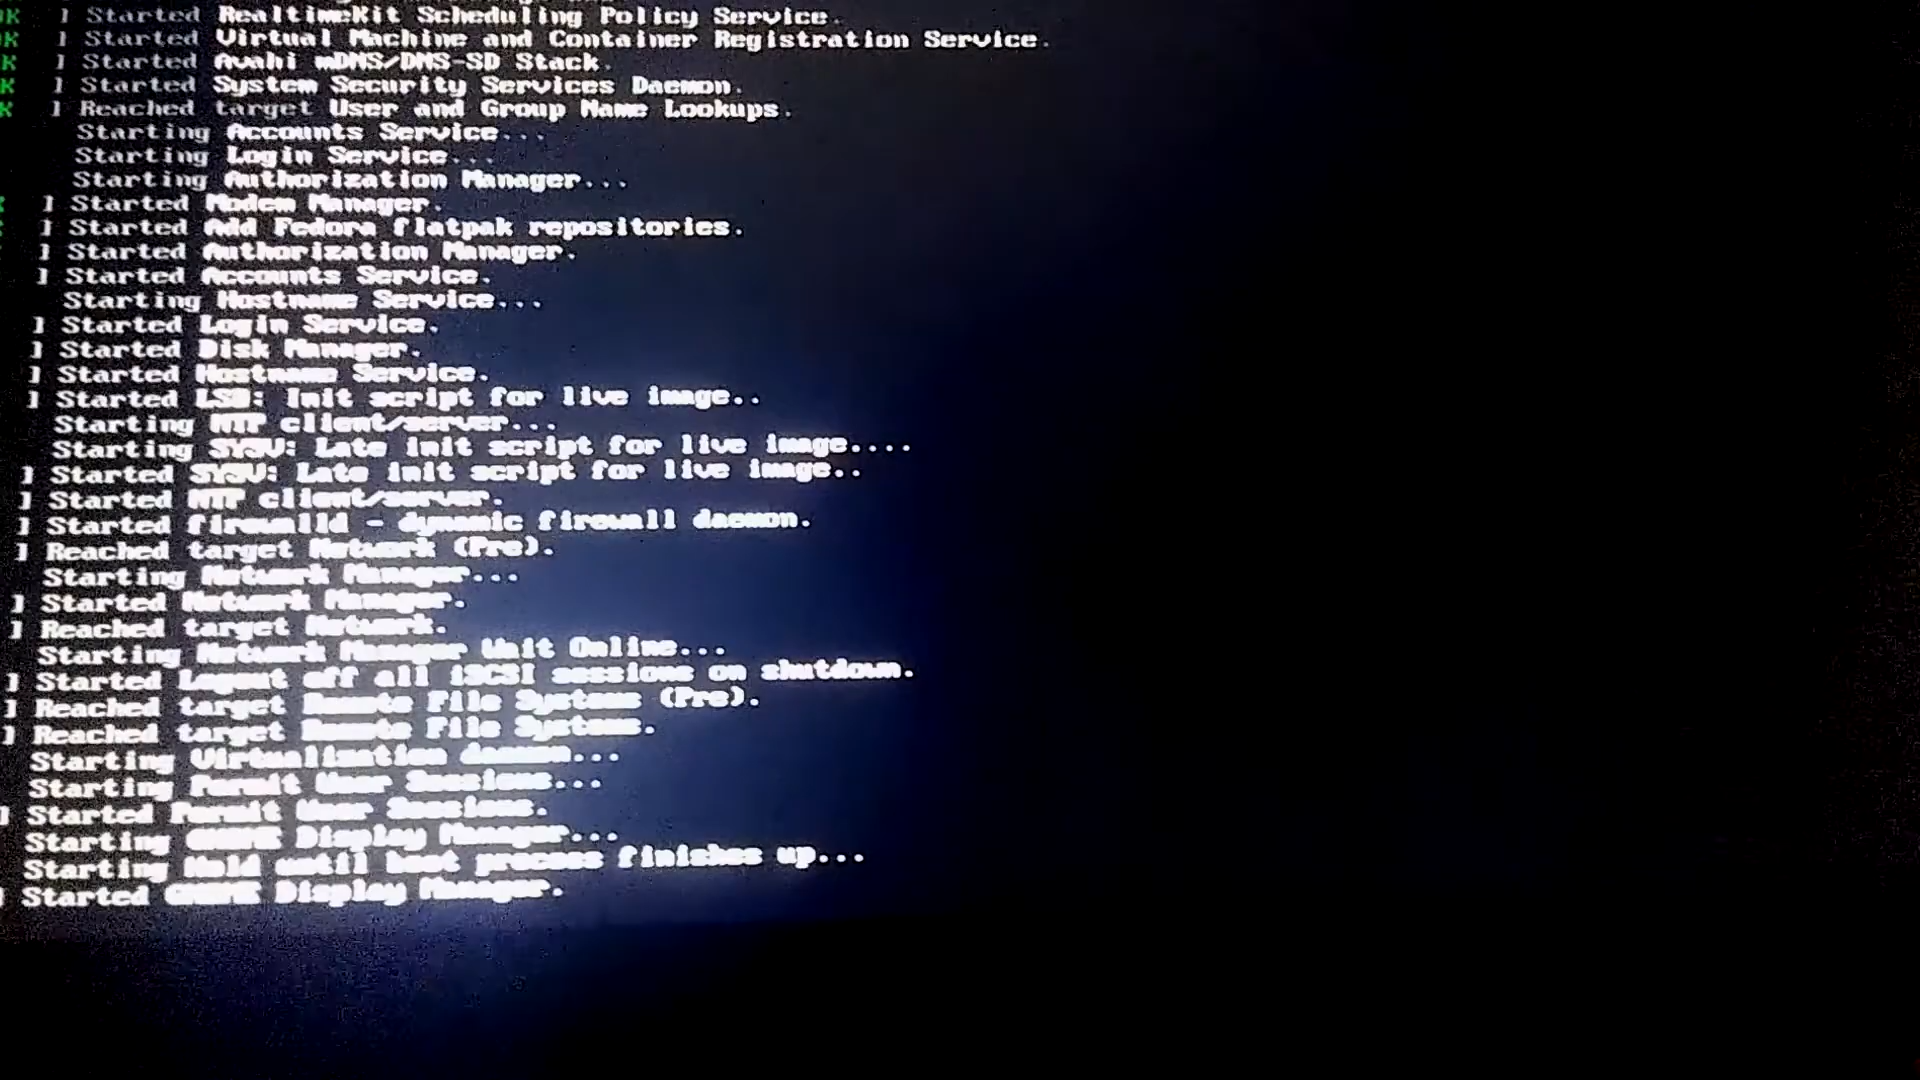 OK ] Started RealtimeKit Scheduling Policy Service.
OK ] Started Virtual Machine and Container Registration Service.
K ] Started Avahi mDNS/DNS-SD Stack.
K ] Started System Security Services Daemon.
K ] Reached target User and Group Name Lookups.
Starting Accounts Service...
Starting Login Service...
Starting Authorization Manager...
] Started Modem Manager.
] Started Add Fedora flatpak repositories.
] Started Authorization Manager.
] Started Accounts Service.
Starting Hostname Service...
] Started Login Service.
] Started Disk Manager.
] Started Hostname Service.
] Started LSB: Init script for live image..
Starting NTP client/server...
Starting SYSV: Late init script for live image....
] Started SYSV: Late init script for live image..
] Started NTP client/server.
] Started firewalld - dynamic firewall daemon.
] Reached target Network (Pre).
Starting Network Manager...
] Started Network Manager.
] Reached target Network.
Starting Network Manager Wait Online...
] Started Logout off all iSCSI sessions on shutdown.
] Reached target Remote File Systems (Pre).
] Reached target Remote File Systems.
Starting Virtualization daemon...
Starting Permit User Sessions...
] Started Permit User Sessions.
Starting GNOME Display Manager...
Starting Hold until boot process finishes up...
] Started GNOME Display Manager.